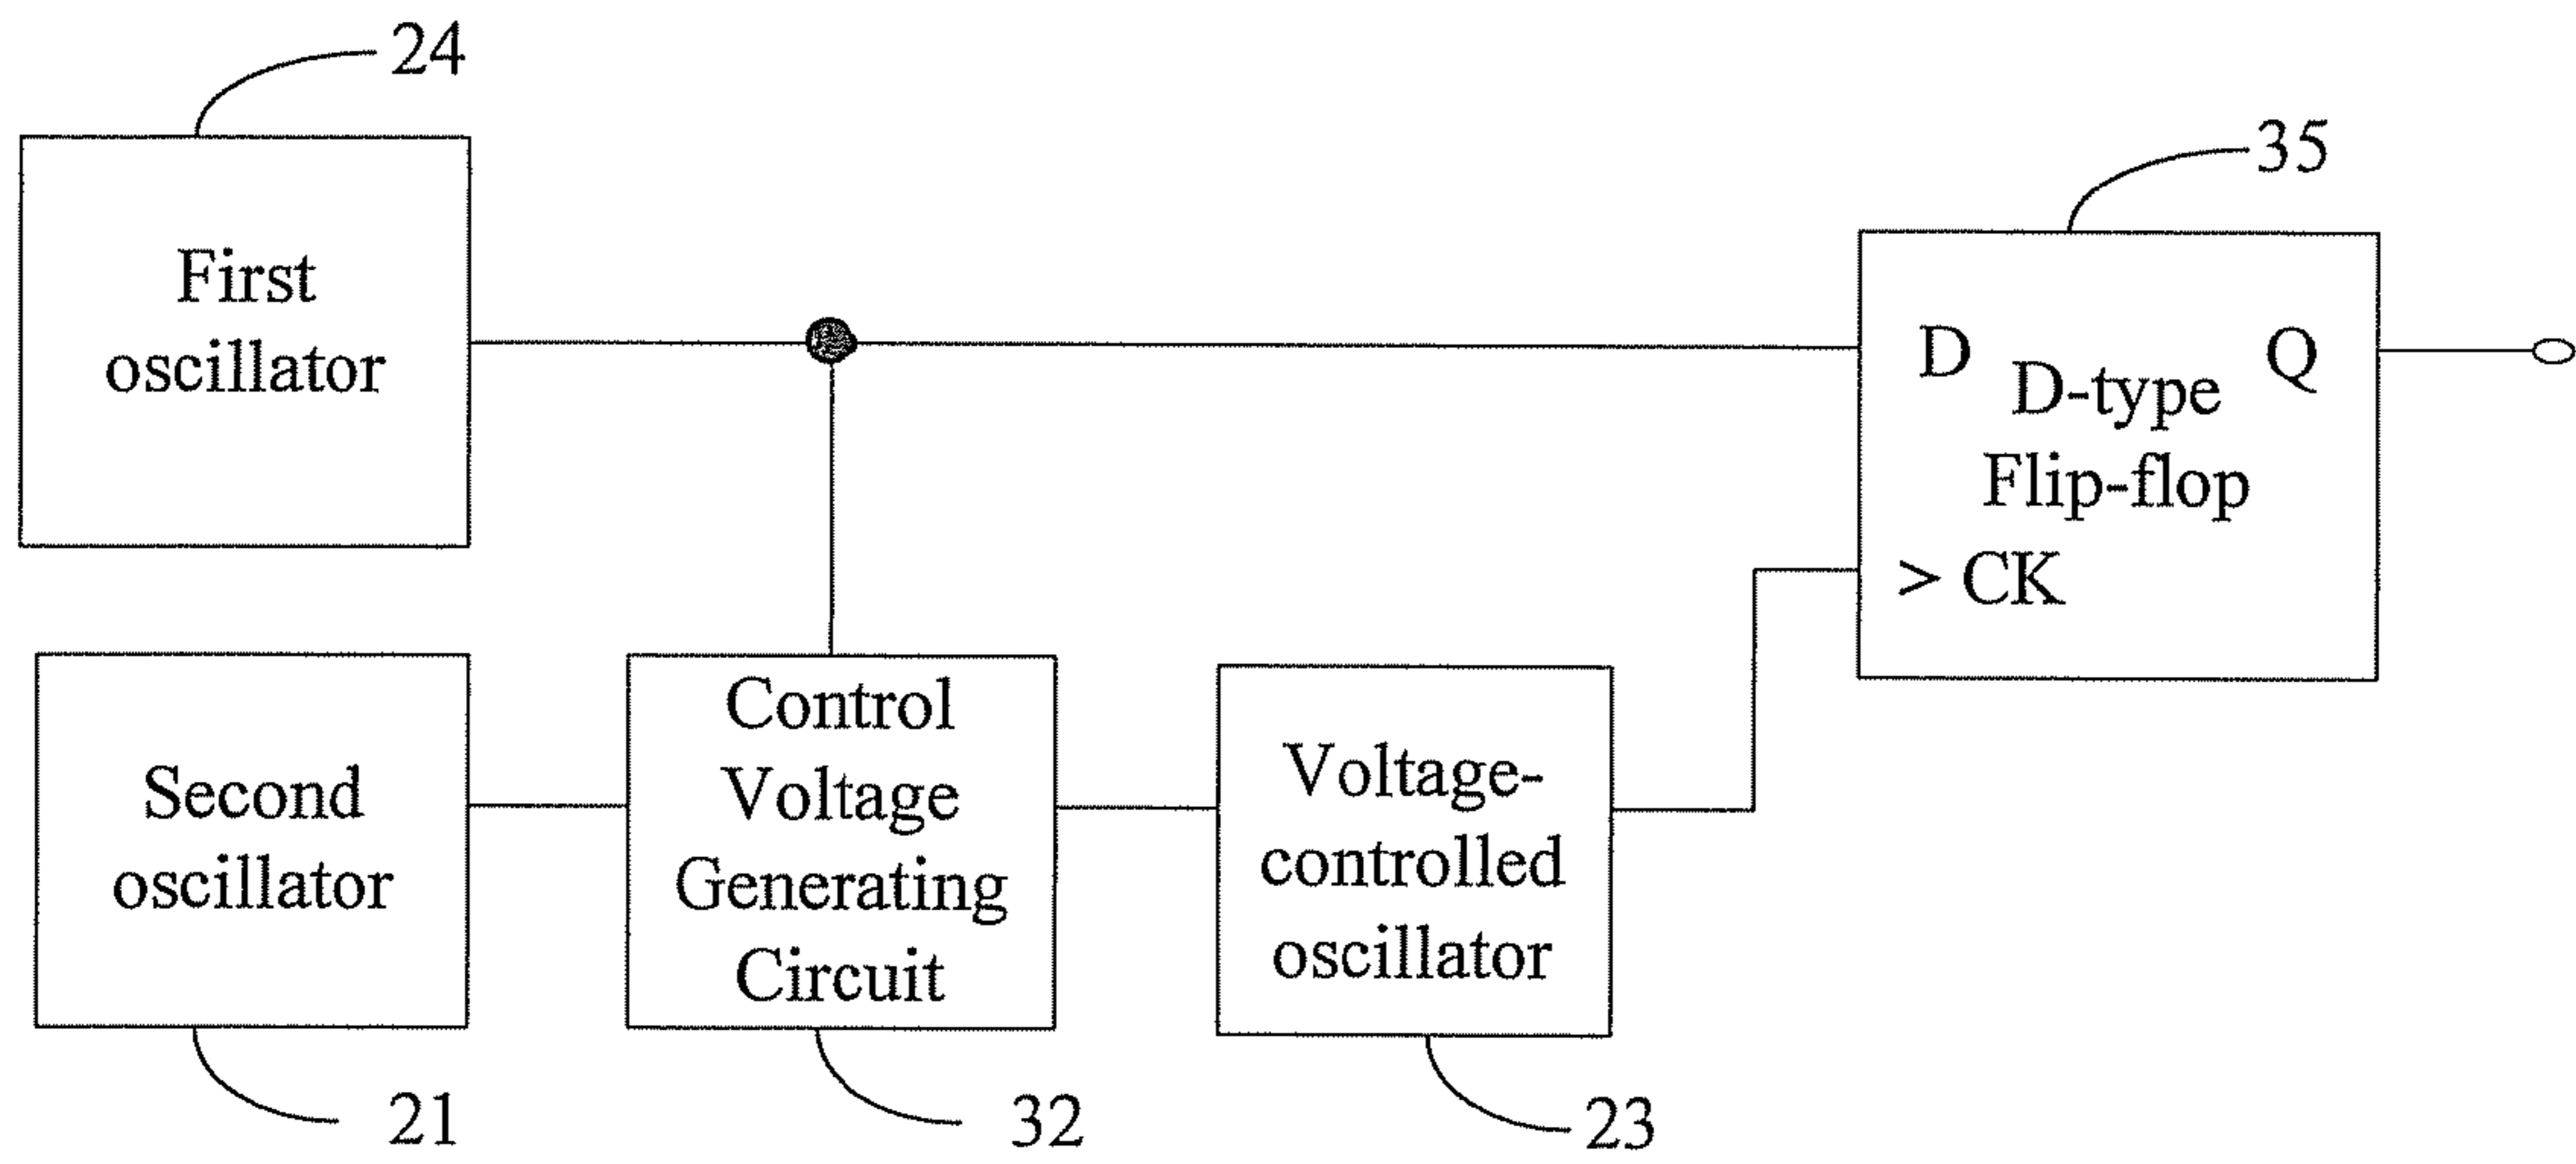 24
First
oscillator
35
D
Q
D-type
Flip-flop
> CK
Second
oscillator
21
Control
Voltage
Generating
Circuit
32
Voltage-
controlled
oscillator
23